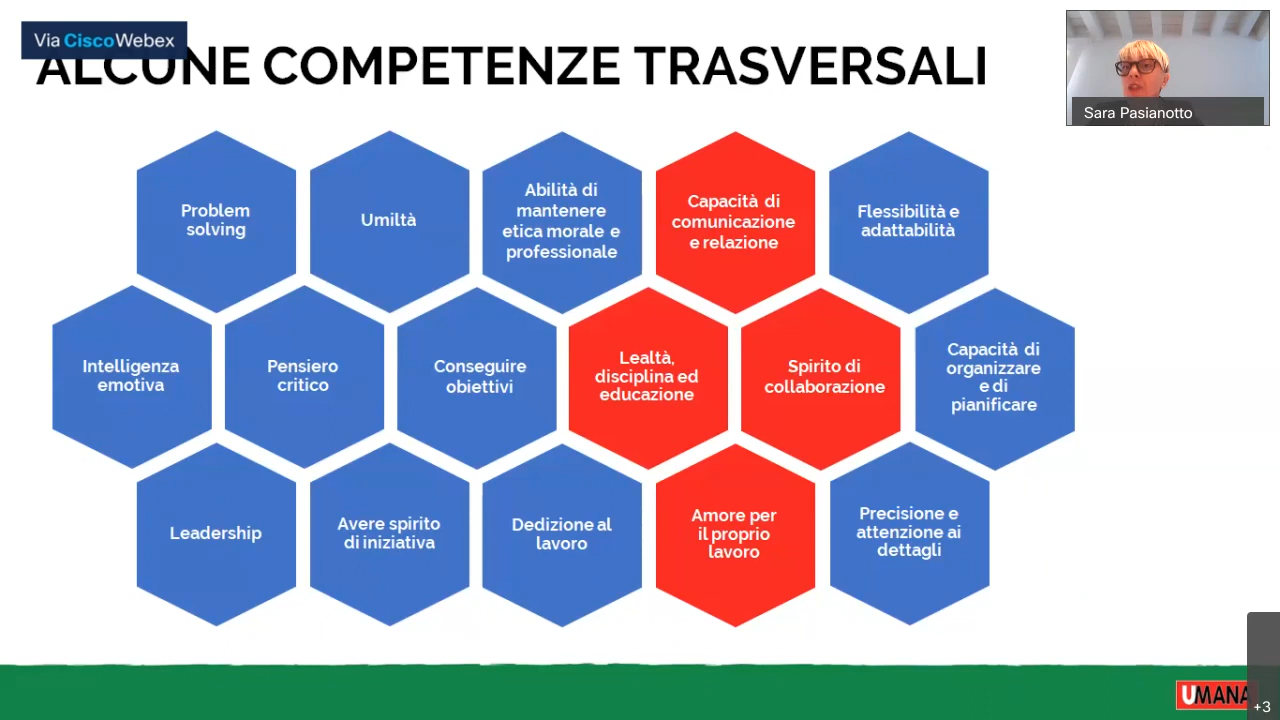 Via CiscoWebex
ALCUNE COMPETENZE TRASVERSALI
Sara Pasianotto
Problem
solving
Umiltà
Abilità di
mantenere
etica morale e
professionale
Capacità di
comunicazione
e relazione
Flessibilità e
adattabilità
Intelligenza
emotiva
Pensiero
critico
Conseguire
obiettivi
Lealtà,
disciplina ed
educazione
Spirito di
collaborazione
Capacità di
organizzare
e di
pianificare
Leadership
Avere spirito
di iniziativa
Dedizione al
lavoro
Amore per
il proprio
lavoro
Precisione e
attenzione ai
dettagli
UMANA
+3